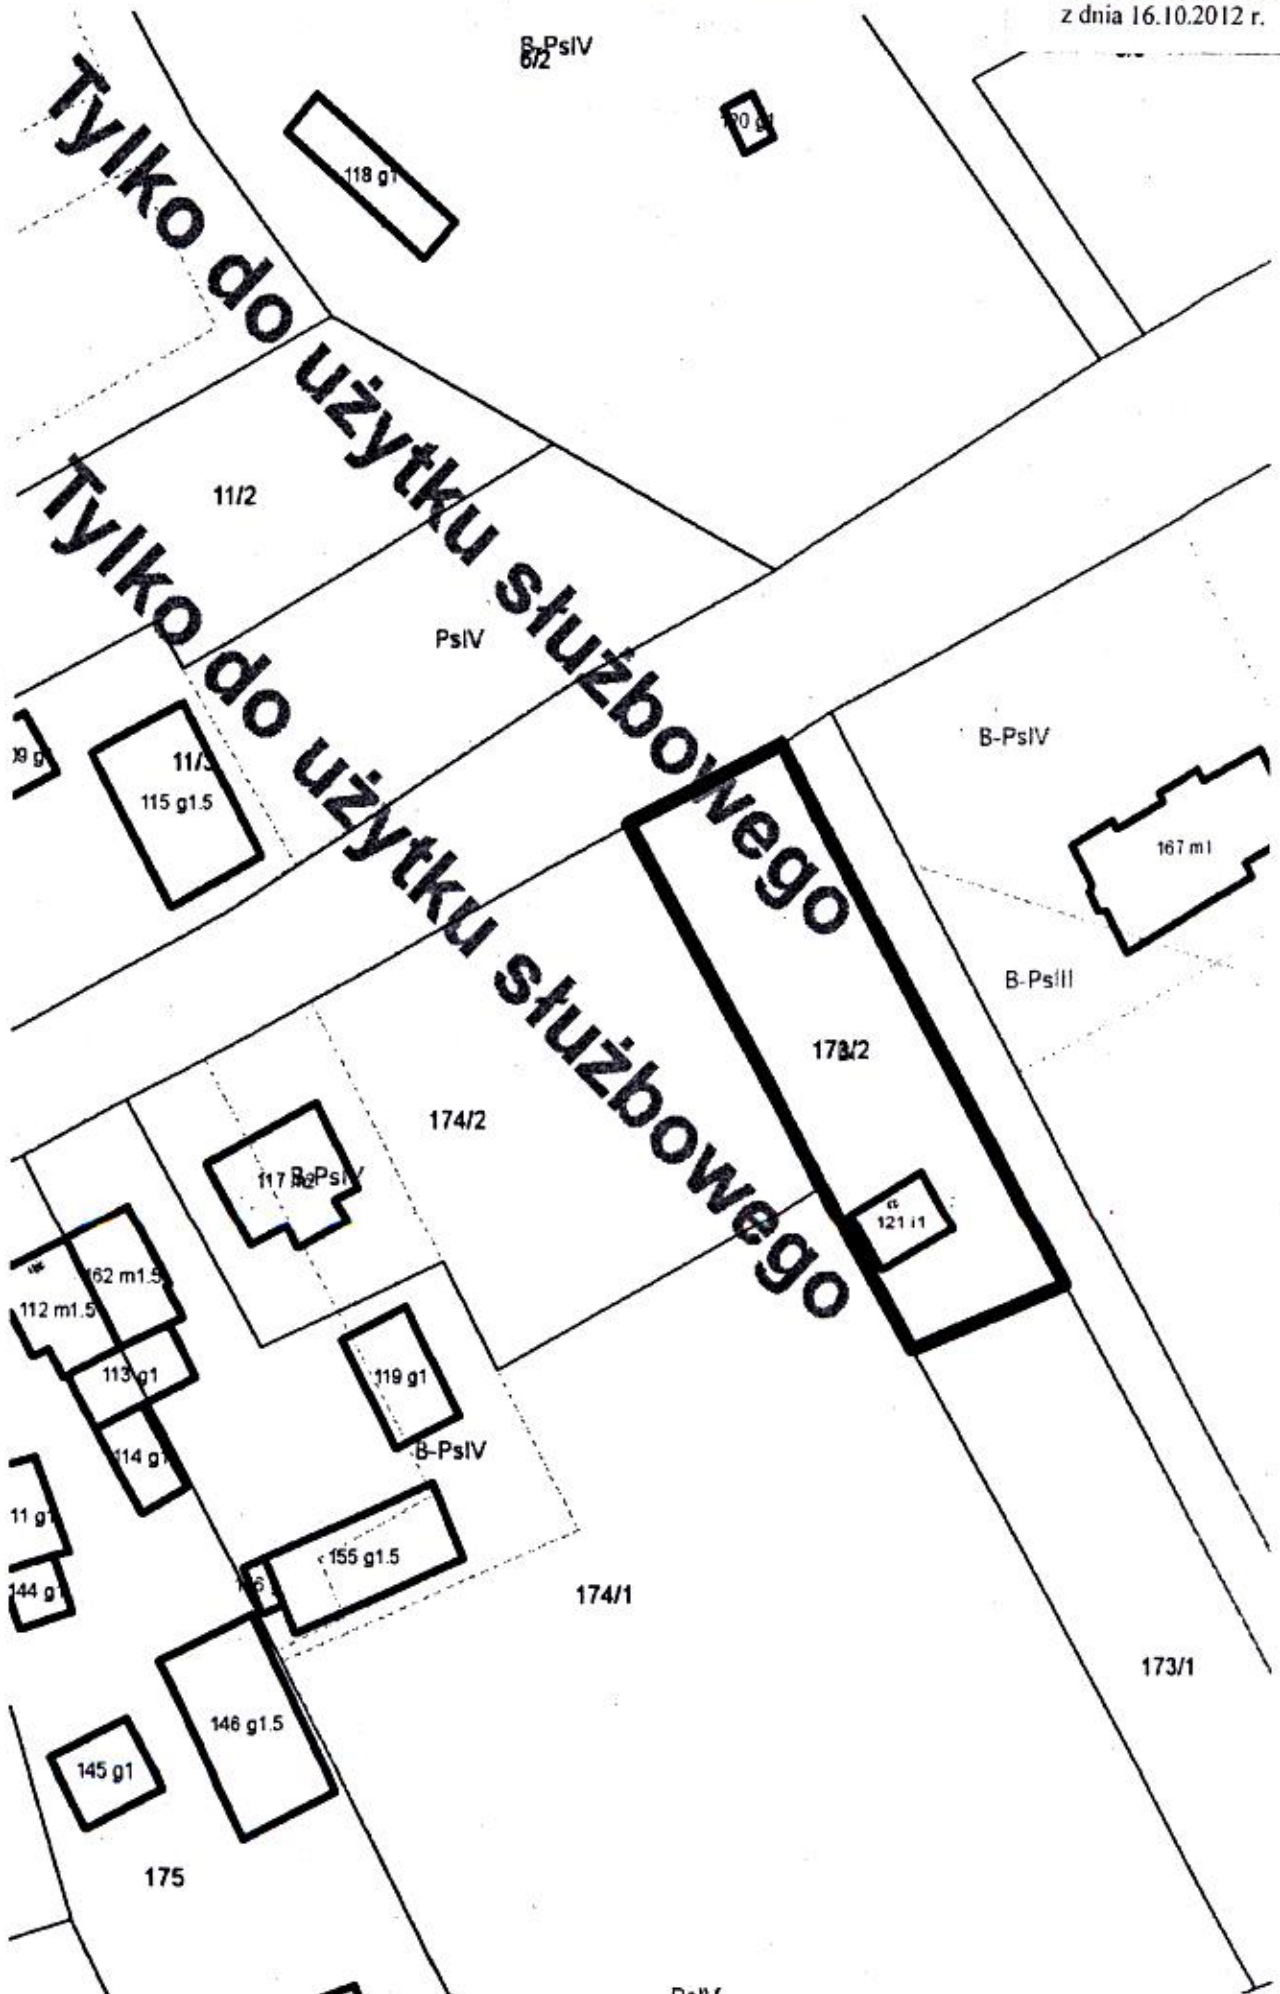 z dnia 16.10.2012 r.
B-PsIV
6/2
118 g1
Tylko do użytku służbowego
11/2
Tylko do użytku służbowego
PsIV
B-PsIV
115 g1.5
167 m1
B-PsIII
173/2
174/2
B-PsIV
121 i1
162 m1.5
112 m1.5
113 g1
119 g1
B-PsIV
114 g1
155 g1.5
174/1
173/1
146 g1.5
145 g1
175